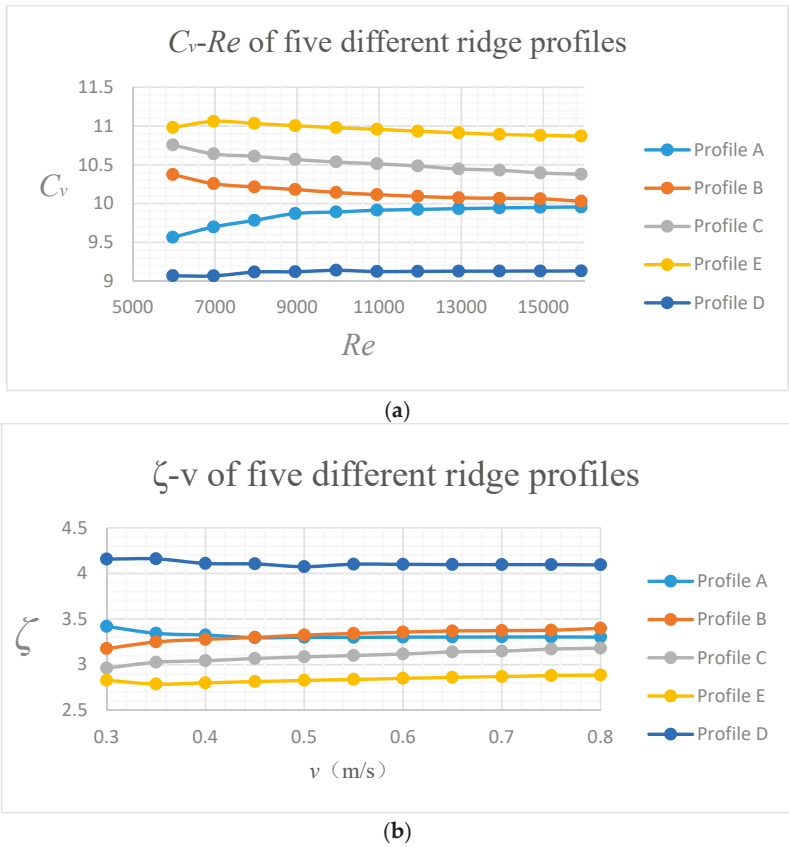 Cv-Re of five different ridge profiles
11.5
11
10.5
10
9.5
9
Cv
5000 7000 9000 11000 13000 15000
Re
Profile A
Profile B
Profile C
Profile E
Profile D
(a)
ζ-v of five different ridge profiles
4.5
4
3.5
3
2.5
ζ
0.3 0.4 0.5 0.6 0.7 0.8
v（m/s）
Profile A
Profile B
Profile C
Profile E
Profile D
(b)